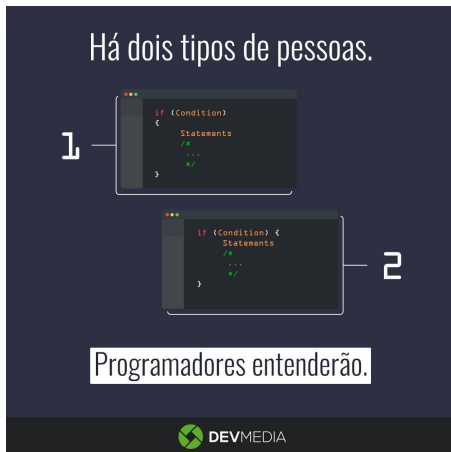 Há dois tipos de pessoas.
1
if (Condition)
{
Statements
/*
...
*/
}
if (Condition) {
Statements
/*
...
*/
}
2
Programadores entenderão.
DEVMEDIA